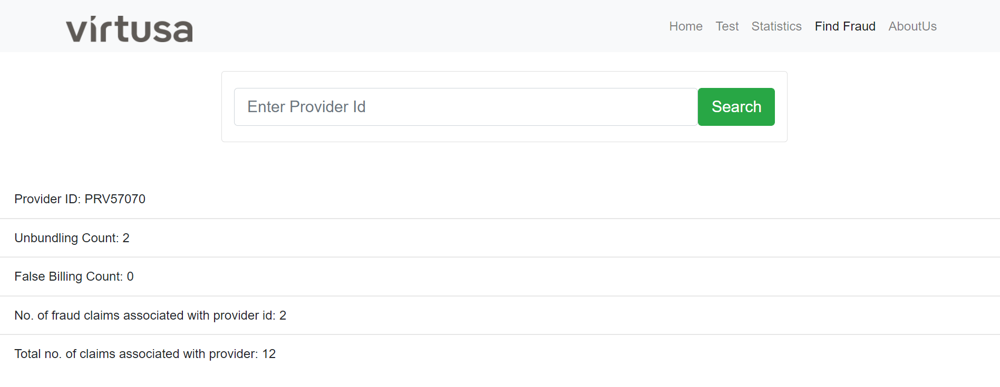 virtusa
Home Test Statistics Find Fraud AboutUs
Enter Provider Id Search
Provider ID: PRV57070
Unbundling Count: 2
False Billing Count: 0
No. of fraud claims associated with provider id: 2
Total no. of claims associated with provider: 12